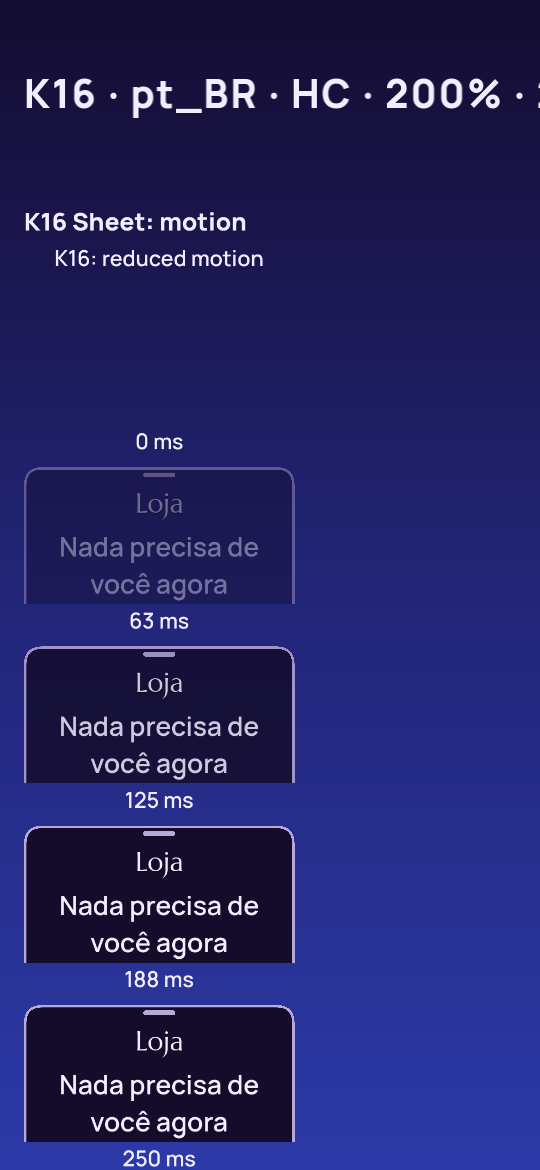 K16 · pt_BR · HC · 200% ·
K16 Sheet: motion
K16: reduced motion
0 ms
Loja
Nada precisa de
você agora
63 ms
Loja
Nada precisa de
você agora
125 ms
Loja
Nada precisa de
você agora
188 ms
Loja
Nada precisa de
você agora
250 ms